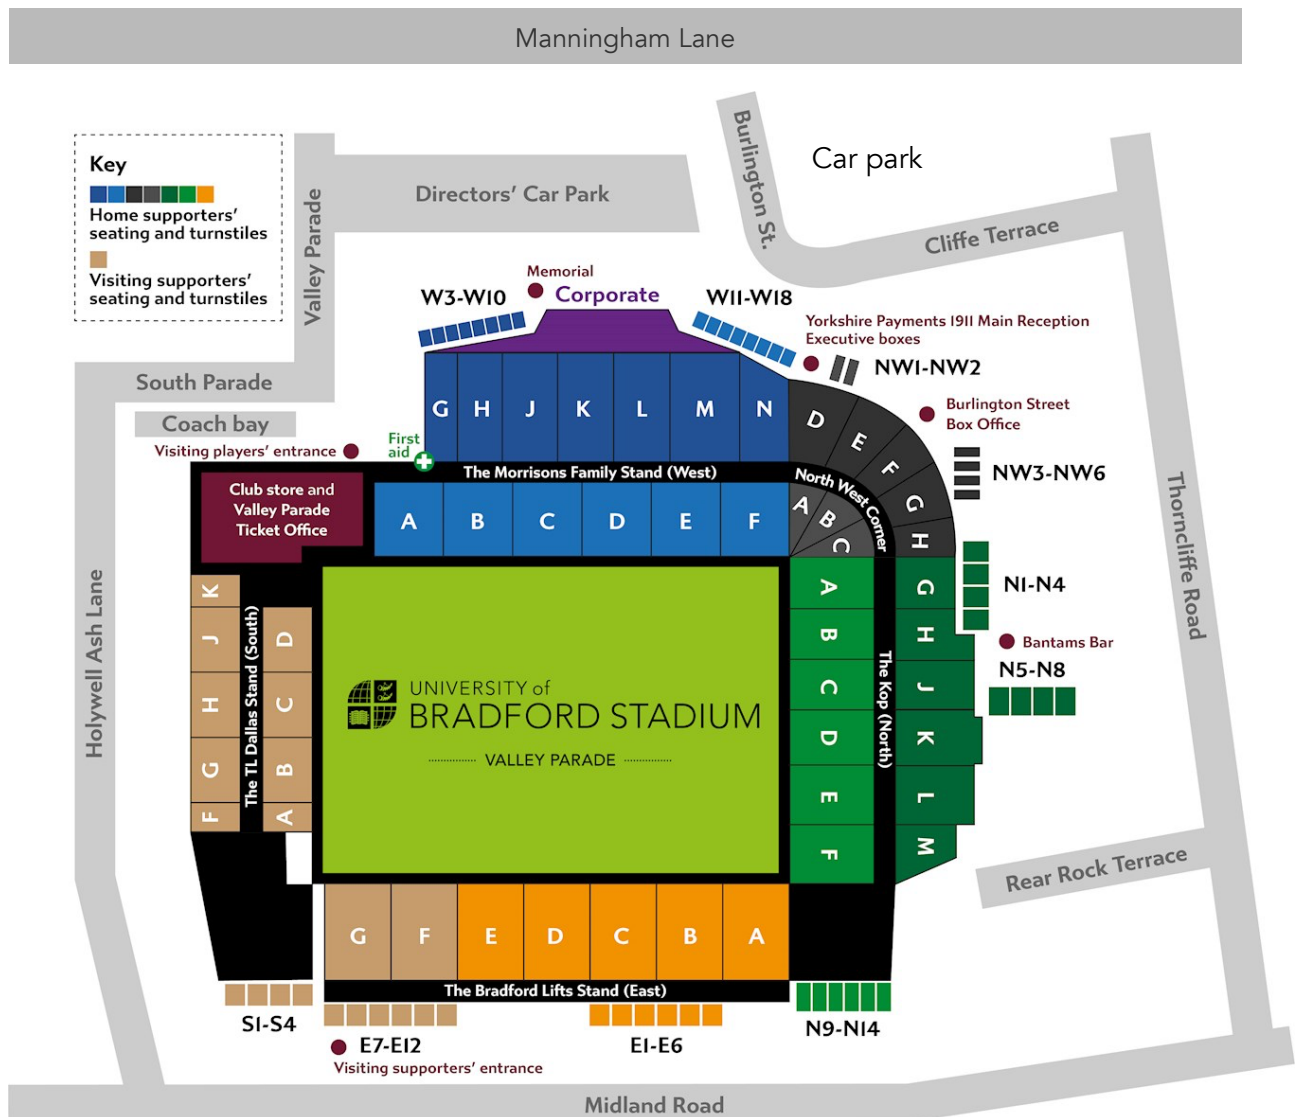 Manningham Lane
Key
Home supporters'
seating and turnstiles
Visiting supporters'
seating and turnstiles
Valley Parade
Directors' Car Park
Burlington St.
Car park
Cliffe Terrace
Thorncliffe Road
South Parade
Coach bay
Visiting players' entrance
Memorial
W3-W10
Corporate
W11-W18
Yorkshire Payments 1911 Main Reception
Executive boxes
NW1-NW2
Burlington Street
Box Office
NW3-NW6
G H J K L M N
D E F G H
First
aid
The Morrisons Family Stand (West)
North West Corner
Club store and
Valley Parade
Ticket Office
A B C D E F
A B C
N1-N4
Bantams Bar
N5-N8
Holywell Ash Lane
K J H G F
The TL Dallas Stand (South)
D C B A
UNIVERSITY of
BRADFORD STADIUM
VALLEY PARADE
A B C D E F
The Kop (North)
G H J K L M
Rear Rock Terrace
G F E D C B A
The Bradford Lifts Stand (East)
S1-S4
E7-E12
Visiting supporters' entrance
E1-E6
N9-N14
Midland Road